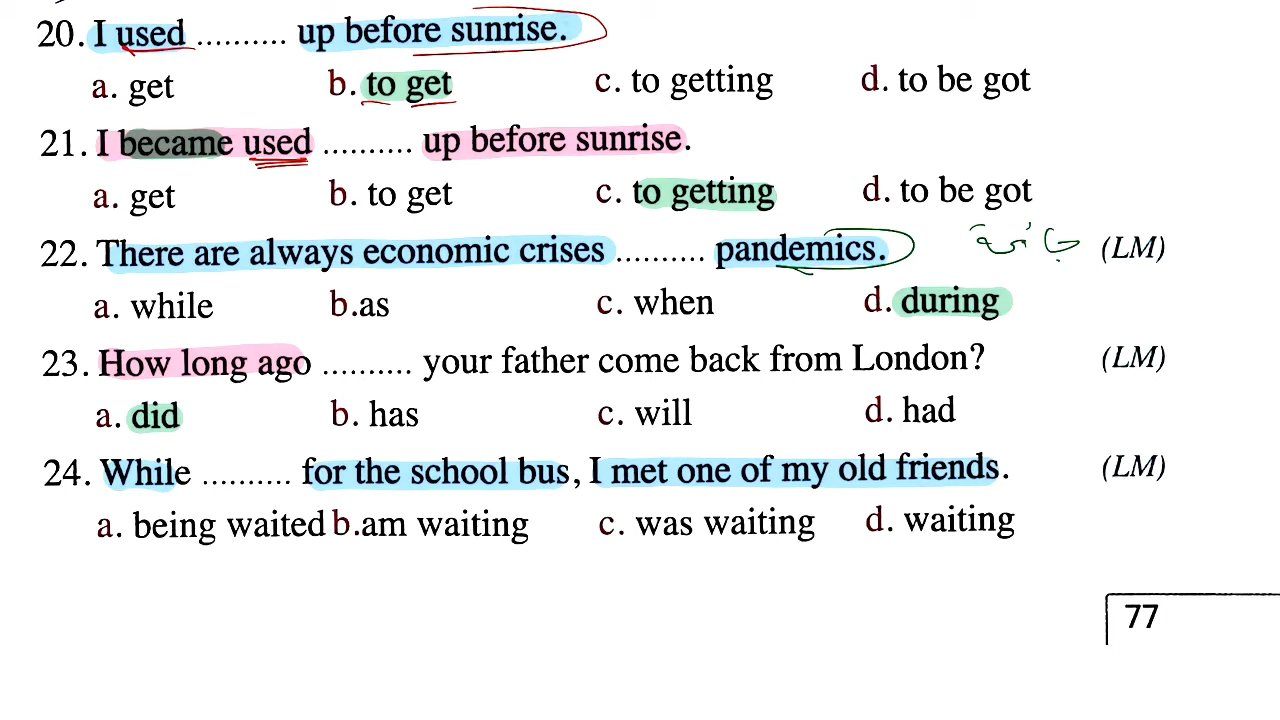 20. I used .......... up before sunrise.
a. get b. to get c. to getting d. to be got
21. I became used .......... up before sunrise.
a. get b. to get c. to getting d. to be got
22. There are always economic crises .......... pandemics. (LM)
a. while b.as c. when d. during
23. How long ago .......... your father come back from London? (LM)
a. did b. has c. will d. had
24. While .......... for the school bus, I met one of my old friends. (LM)
a. being waited b.am waiting c. was waiting d. waiting
77